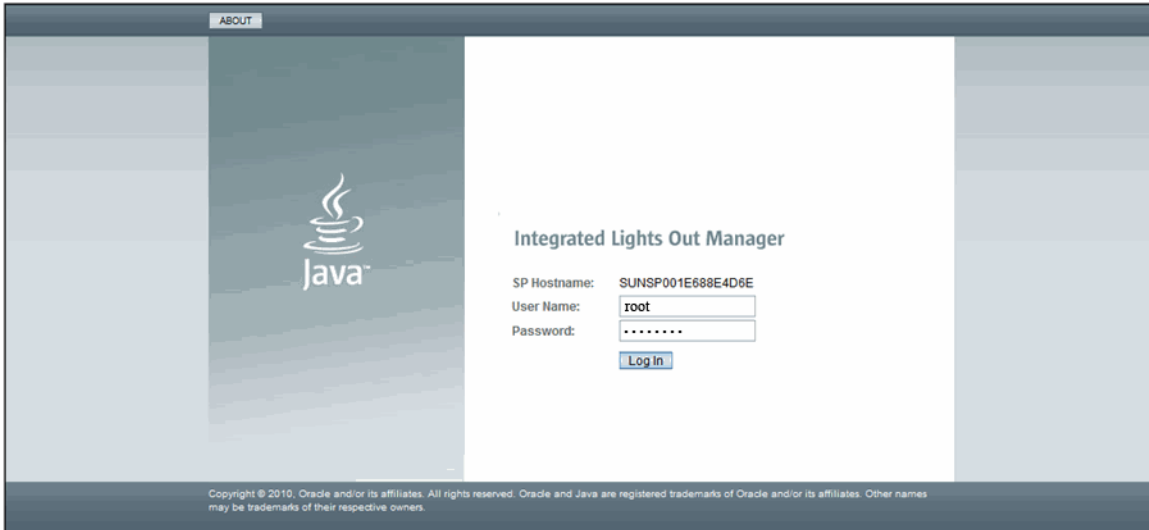 ABOUT
Java™
Integrated Lights Out Manager
SP Hostname: SUNSP001E688E4D6E
User Name: root
Password: ••••••••
Log In
Copyright © 2010, Oracle and/or its affiliates. All rights reserved. Oracle and Java are registered trademarks of Oracle and/or its affiliates. Other names
may be trademarks of their respective owners.